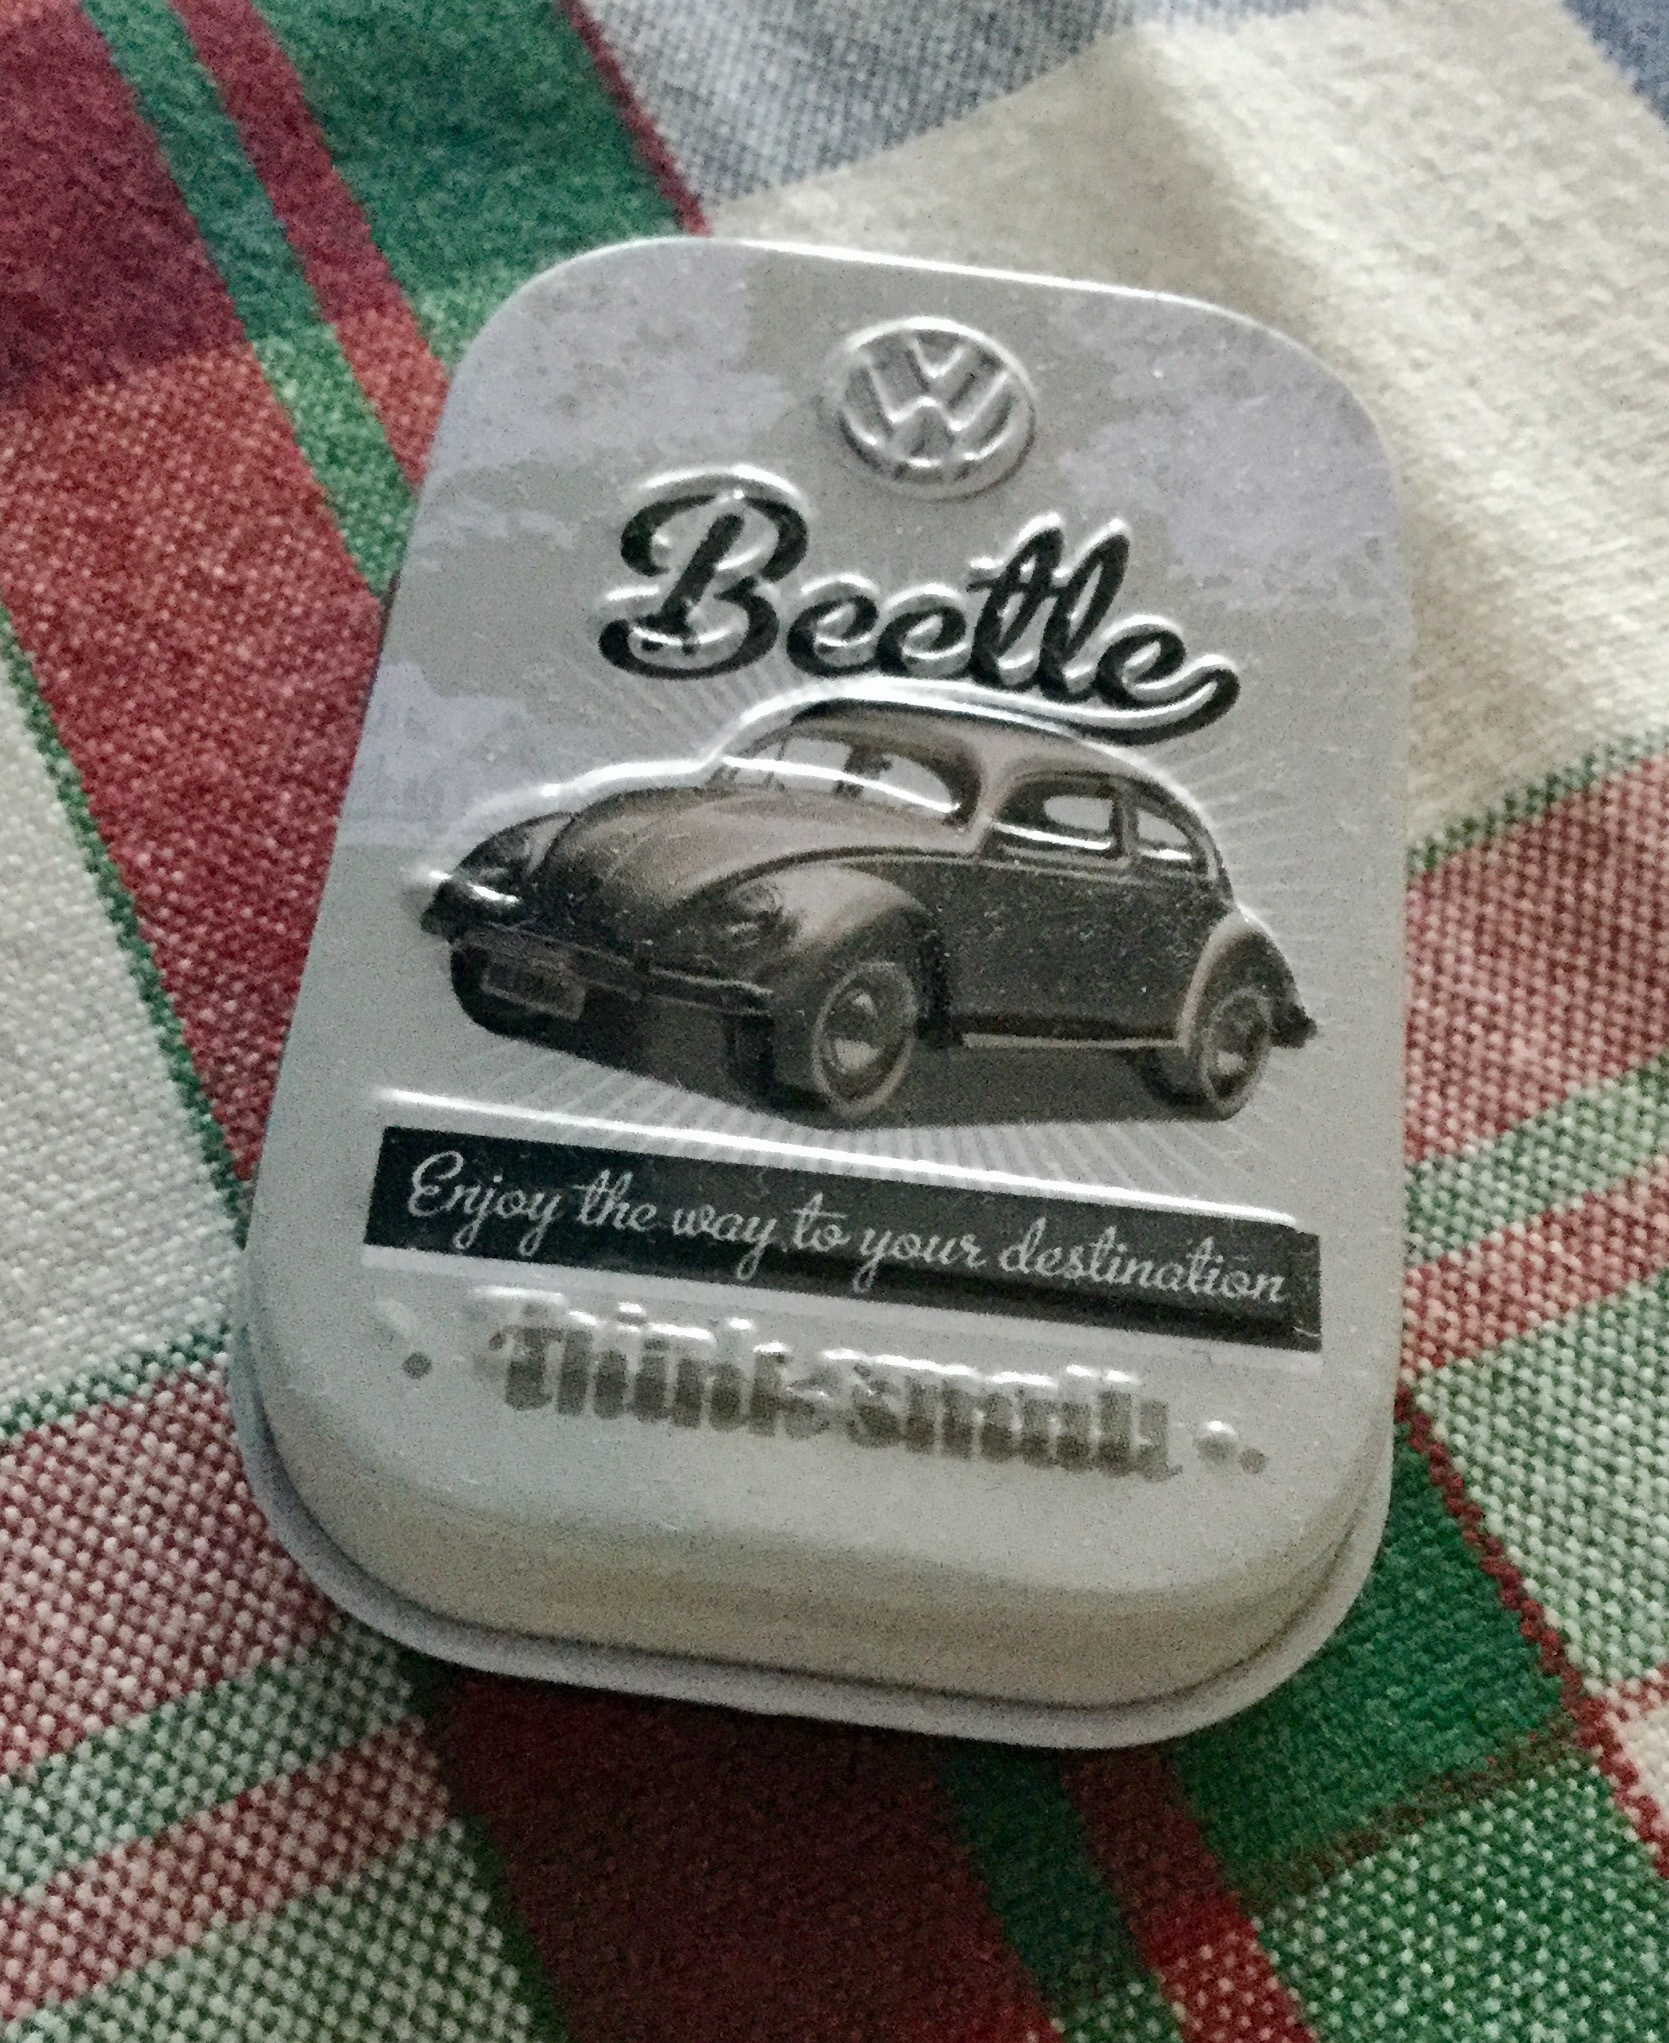 VW
Beetle
Enjoy the way to your destination
Think small